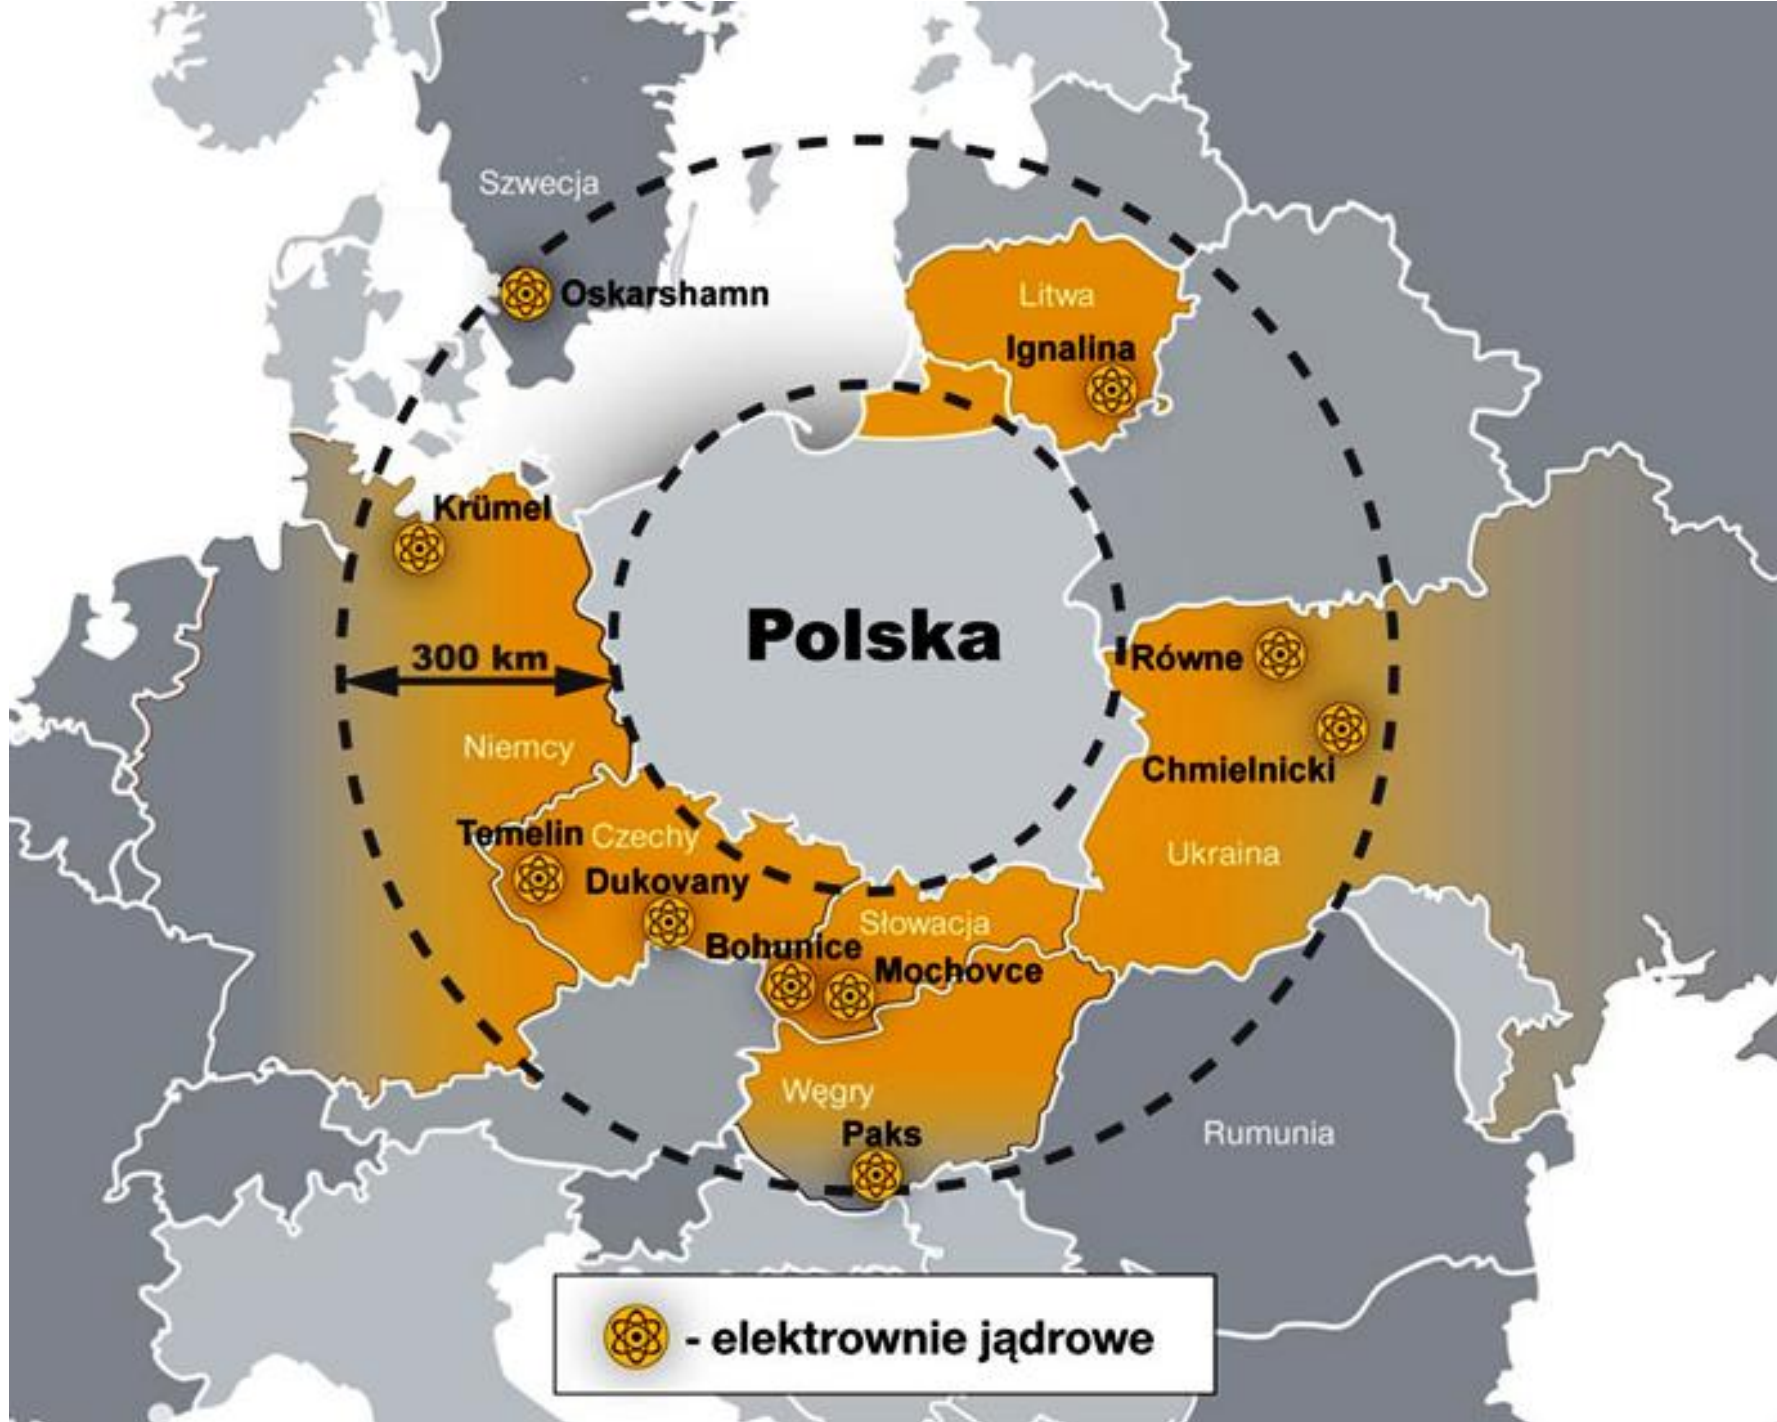 Szwecja
Oskarshamn
Litwa
Ignalina
Krümel
Polska
300 km
Równe
Niemcy
Chmielnicki
Temelin
Czechy
Ukraina
Dukovany
Słowacja
Bohunice
Mochovce
Węgry
Paks
Rumunia
- elektrownie jądrowe